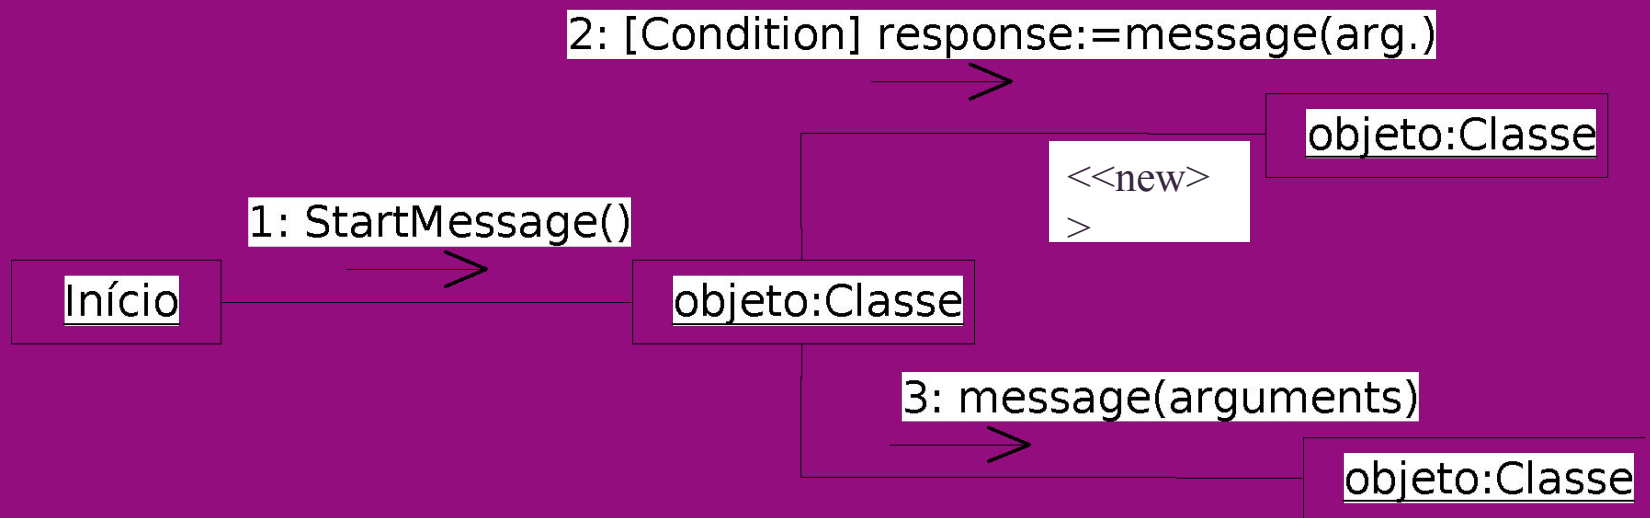 2: [Condition] response:=message(arg.)
objeto:Classe
<<new>
>
1: StartMessage()
Início
objeto:Classe
3: message(arguments)
objeto:Classe